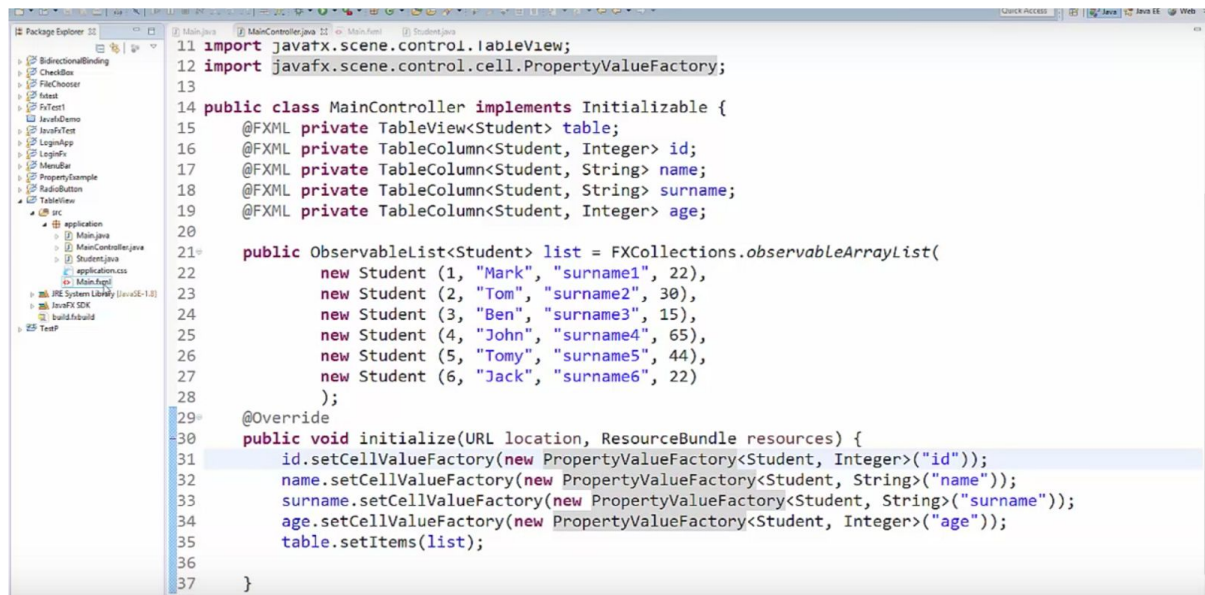 Quick Access
Java
Java EE
Web
Package Explorer
Main.java
MainController.java
Main.fxml
Student.java
BidirectionalBinding
CheckBox
FileChooser
fxtest
FxTest1
JavafxDemo
JavaFxTest
LoginApp
LoginFx
MenuBar
PropertyExample
RadioButton
TableView
src
application
Main.java
MainController.java
Student.java
application.css
Main.fxml
JRE System Library [JavaSE-1.8]
JavaFX SDK
build.fxbuild
TestP
11 import javafx.scene.control.TableView;
12 import javafx.scene.control.cell.PropertyValueFactory;
13
14 public class MainController implements Initializable {
15 @FXML private TableView<Student> table;
16 @FXML private TableColumn<Student, Integer> id;
17 @FXML private TableColumn<Student, String> name;
18 @FXML private TableColumn<Student, String> surname;
19 @FXML private TableColumn<Student, Integer> age;
20
21 public ObservableList<Student> list = FXCollections.observableArrayList(
22 new Student (1, "Mark", "surname1", 22),
23 new Student (2, "Tom", "surname2", 30),
24 new Student (3, "Ben", "surname3", 15),
25 new Student (4, "John", "surname4", 65),
26 new Student (5, "Tomy", "surname5", 44),
27 new Student (6, "Jack", "surname6", 22)
28 );
29 @Override
30 public void initialize(URL location, ResourceBundle resources) {
31 id.setCellValueFactory(new PropertyValueFactory<Student, Integer>("id"));
32 name.setCellValueFactory(new PropertyValueFactory<Student, String>("name"));
33 surname.setCellValueFactory(new PropertyValueFactory<Student, String>("surname"));
34 age.setCellValueFactory(new PropertyValueFactory<Student, Integer>("age"));
35 table.setItems(list);
36
37 }